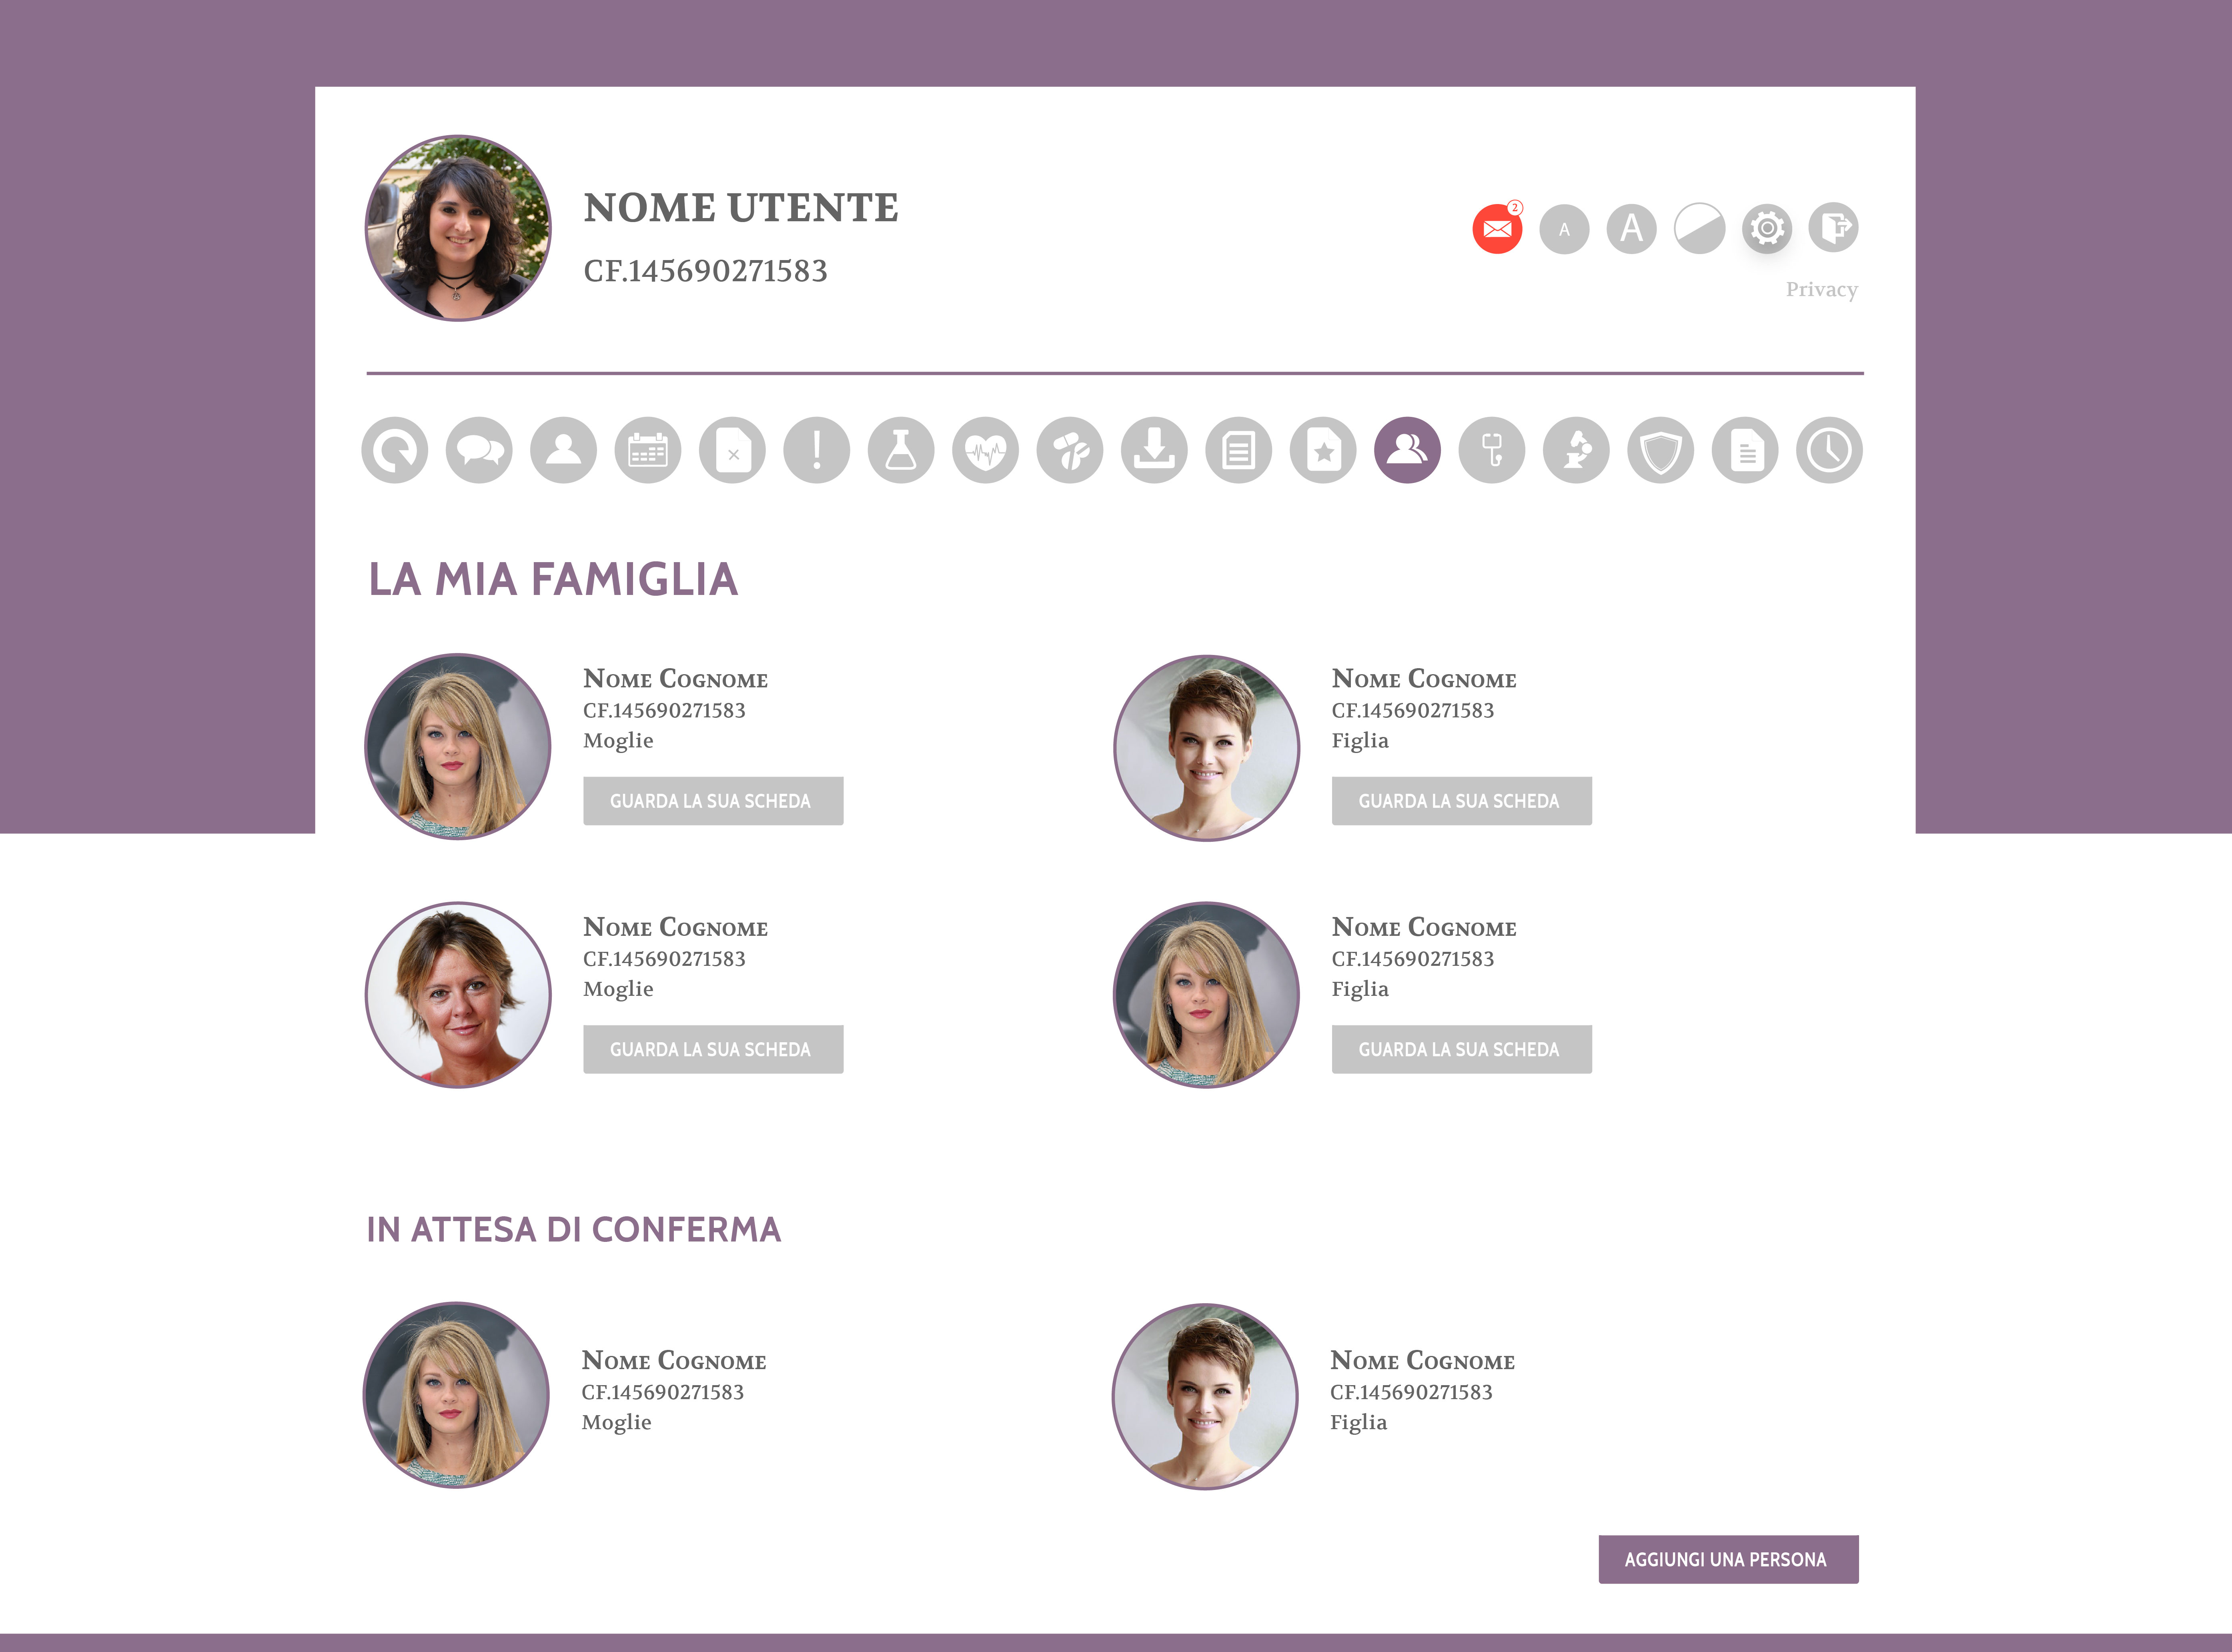 NOME UTENTE
CF.145690271583
2
A
A
Privacy
LA MIA FAMIGLIA
Nome Cognome
CF.145690271583
Moglie
GUARDA LA SUA SCHEDA
Nome Cognome
CF.145690271583
Figlia
GUARDA LA SUA SCHEDA
Nome Cognome
CF.145690271583
Moglie
GUARDA LA SUA SCHEDA
Nome Cognome
CF.145690271583
Figlia
GUARDA LA SUA SCHEDA
IN ATTESA DI CONFERMA
Nome Cognome
CF.145690271583
Moglie
Nome Cognome
CF.145690271583
Figlia
AGGIUNGI UNA PERSONA